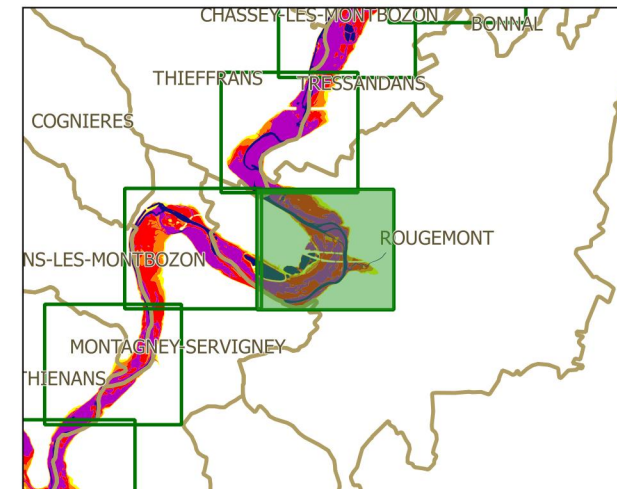 CHASSEY-LES-MONTBOZON
BONNAL
THIEFFRANS
TRESSANDANS
COGNIERES
ROUGEMONT
NS-LES-MONTBOZON
MONTAGNEY-SERVIGNEY
THIENANS